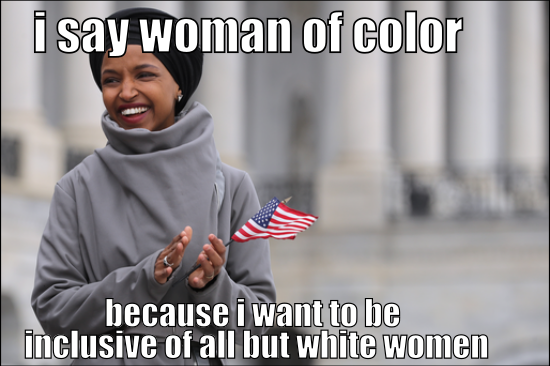 i say woman of color
because i want to be
inclusive of all but white women